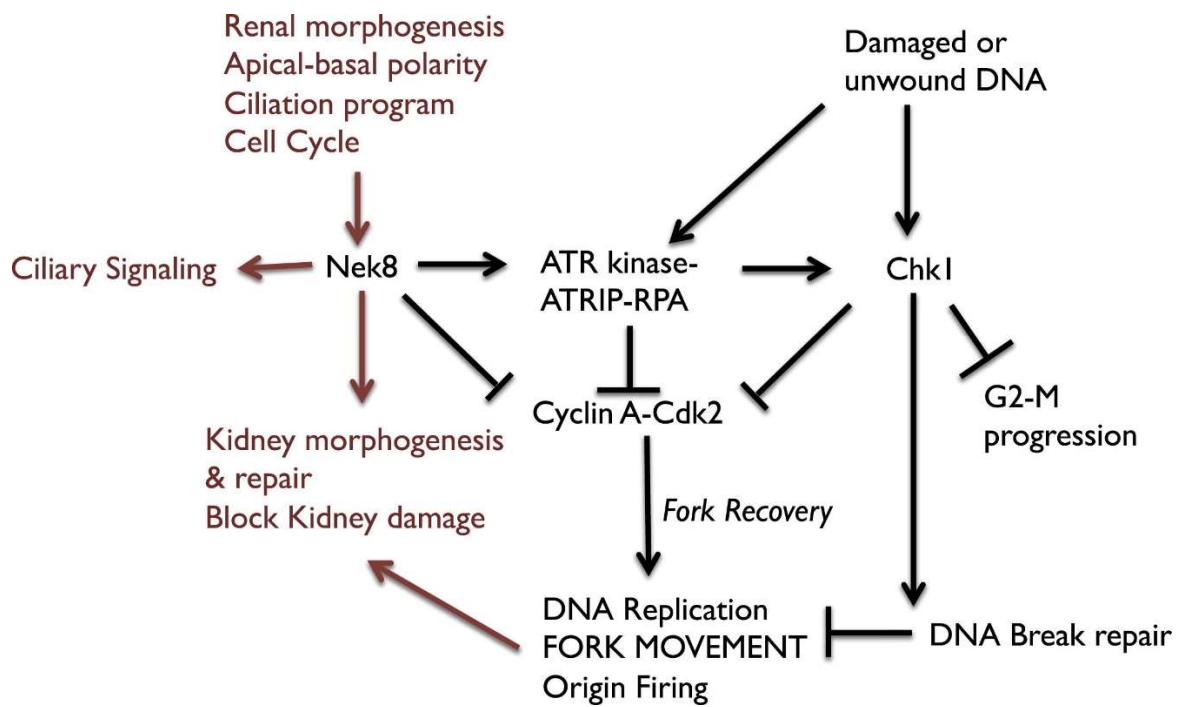 Renal morphogenesis
Apical-basal polarity
Ciliation program
Cell Cycle
Damaged or
unwound DNA
Ciliary Signaling
Nek8
ATR kinase-
ATRIP-RPA
Chk1
Cyclin A-Cdk2
G2-M
progression
Kidney morphogenesis
& repair
Block Kidney damage
Fork Recovery
DNA Replication
FORK MOVEMENT
Origin Firing
DNA Break repair